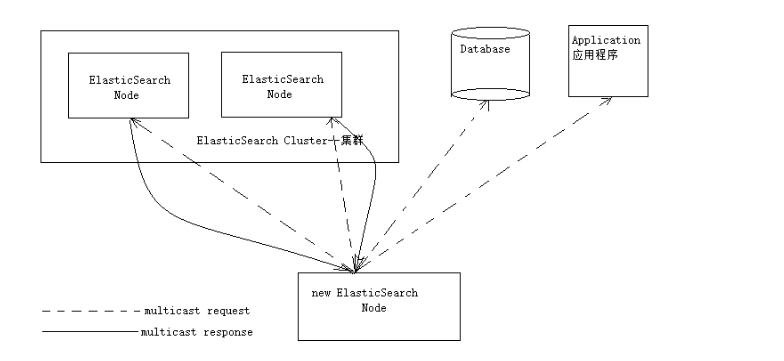 ElasticSearch
Node
ElasticSearch
Node
Database
Application
应用程序
ElasticSearch Cluster--集群
new ElasticSearch
Node
multicast request
multicast response